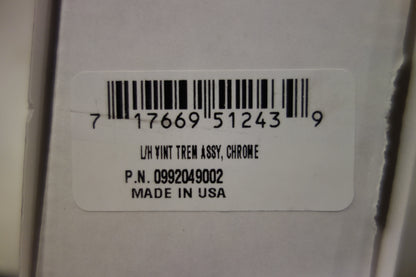 7 17669 51243 9
L/H VINT TREM ASSY, CHROME
P.N. 0992049002
MADE IN USA